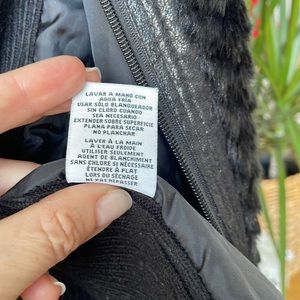 LAVAR A MANO CON
AGUA FRÍA
USAR SÓLO BLANQUEADOR
SIN CLORO CUANDO
SEA NECESARIO
EXTENDER SOBRE SUPERFICIE
PLANA PARA SECAR
NO PLANCHAR
LAVER À LA MAIN
À L'EAU FROIDE
UTILISER SEULEMENT
AGENT DE BLANCHIMENT
SANS CHLORE SI NÉCESSAIRE
ÉTENDRE À PLAT
LORS DU SÉCHAGE
NE PAS REPASSER